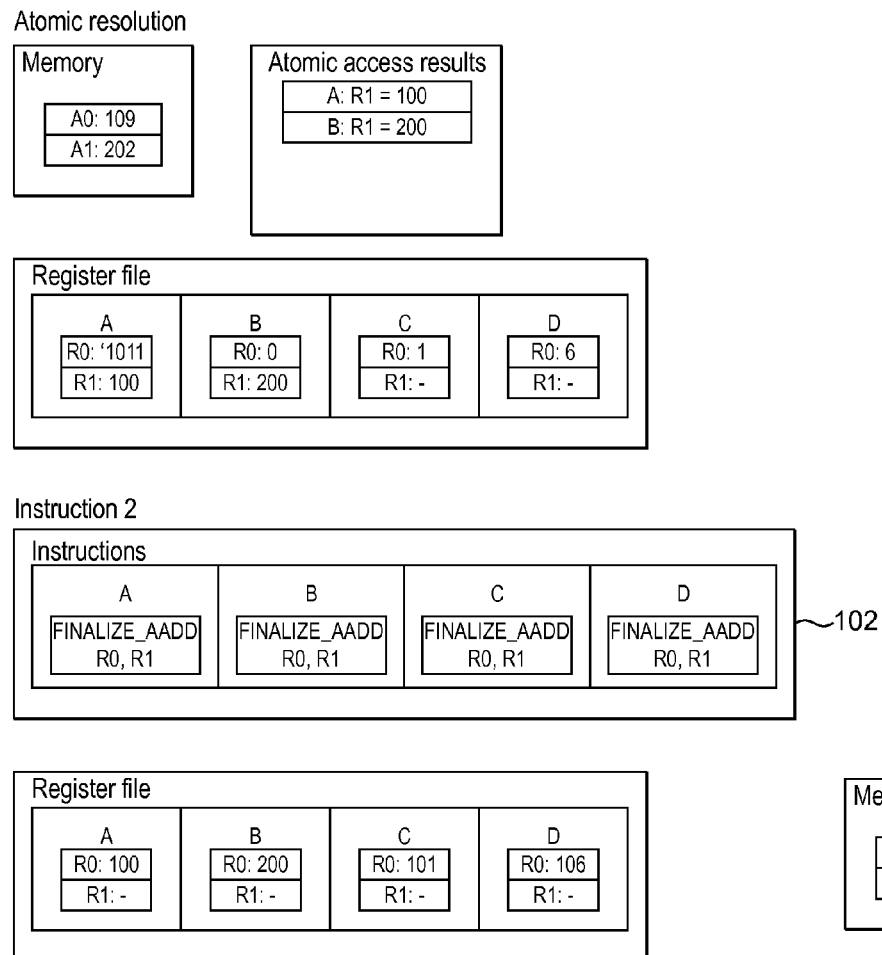 Atomic resolution
Memory
A0: 109
A1: 202
Atomic access results
A: R1 = 100
B: R1 = 200
Register file
A B C D
R0: ‘1011 R0: 0 R0: 1 R0: 6
R1: 100 R1: 200 R1: - R1: -
Instruction 2
Instructions
A B C D
FINALIZE_AADD FINALIZE_AADD FINALIZE_AADD FINALIZE_AADD
R0, R1 R0, R1 R0, R1 R0, R1
102
Register file
A B C D
R0: 100 R0: 200 R0: 101 R0: 106
R1: - R1: - R1: - R1: -
Me